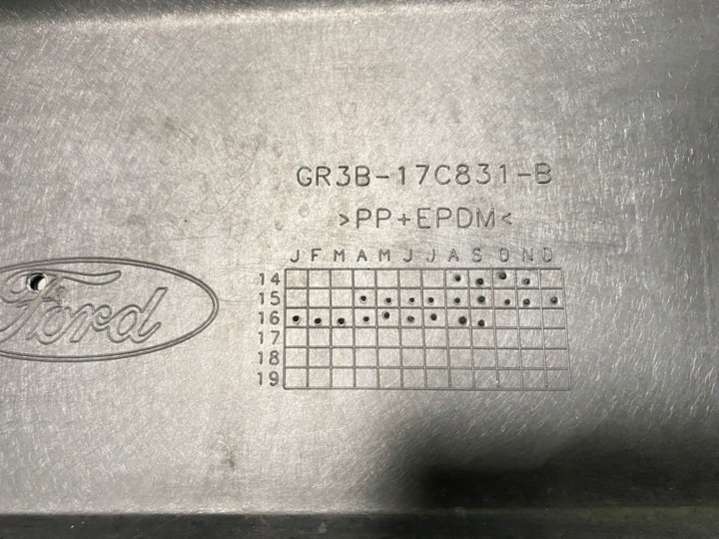 GR3B-17C831-B
>PP+EPDM<
J F M A M J J A S O N D
14
15
Ford
16
17
18
19